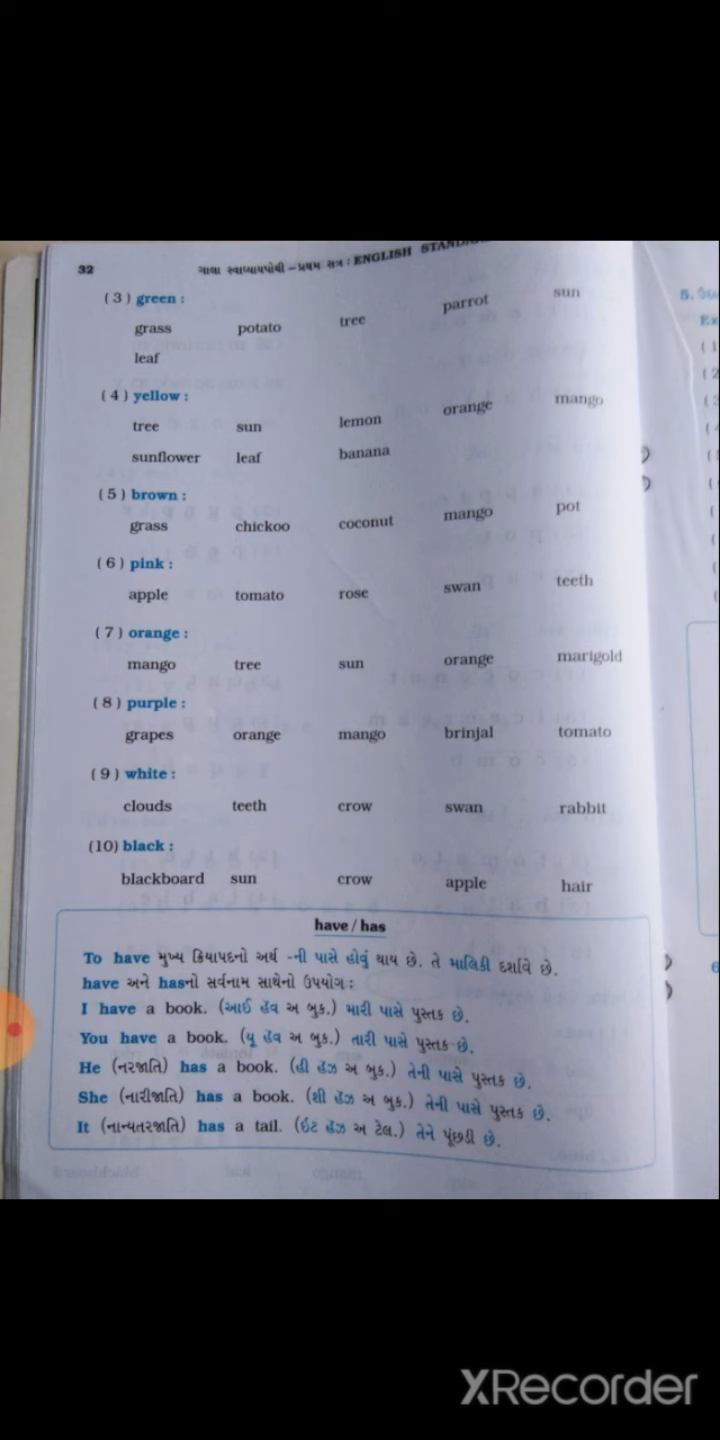 32 ગાલા સ્વાધ્યાયપોથી – પ્રથમ સત્ર : ENGLISH
(3) green :
grass potato tree parrot sun
leaf
(4) yellow :
tree sun lemon orange mango
sunflower leaf banana
(5) brown :
grass chickoo coconut mango pot
(6) pink :
apple tomato rose swan teeth
(7) orange :
mango tree sun orange marigold
(8) purple :
grapes orange mango brinjal tomato
(9) white :
clouds teeth crow swan rabbit
(10) black :
blackboard sun crow apple hair
have / has
To have મુખ્ય ક્રિયાપદનો અર્થ -ની પાસે હોવું થાય છે. તે માલિકી દર્શાવે છે.
have અને hasનો સર્વનામ સાથેનો ઉપયોગ :
I have a book. (આઈ હૅવ અ બુક.) મારી પાસે પુસ્તક છે.
You have a book. (યૂ હૅવ અ બુક.) તારી પાસે પુસ્તક છે.
He (નરજાતિ) has a book. (હી હૅઝ અ બુક.) તેની પાસે પુસ્તક છે.
She (નારીજાતિ) has a book. (શી હૅઝ અ બુક.) તેની પાસે પુસ્તક છે.
It (નાન્યતરજાતિ) has a tail. (ઇટ હૅઝ અ ટેલ.) તેને પૂંછડી છે.
XRecorder